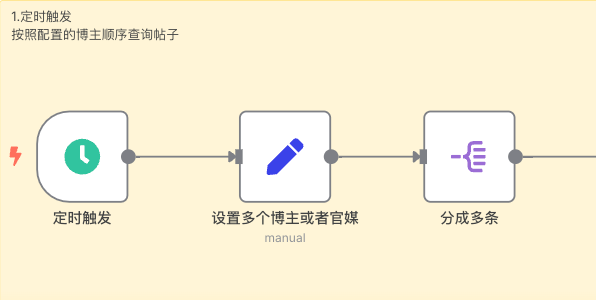 1.定时触发
按照配置的博主顺序查询帖子
定时触发
设置多个博主或者官媒
分成多条
manual